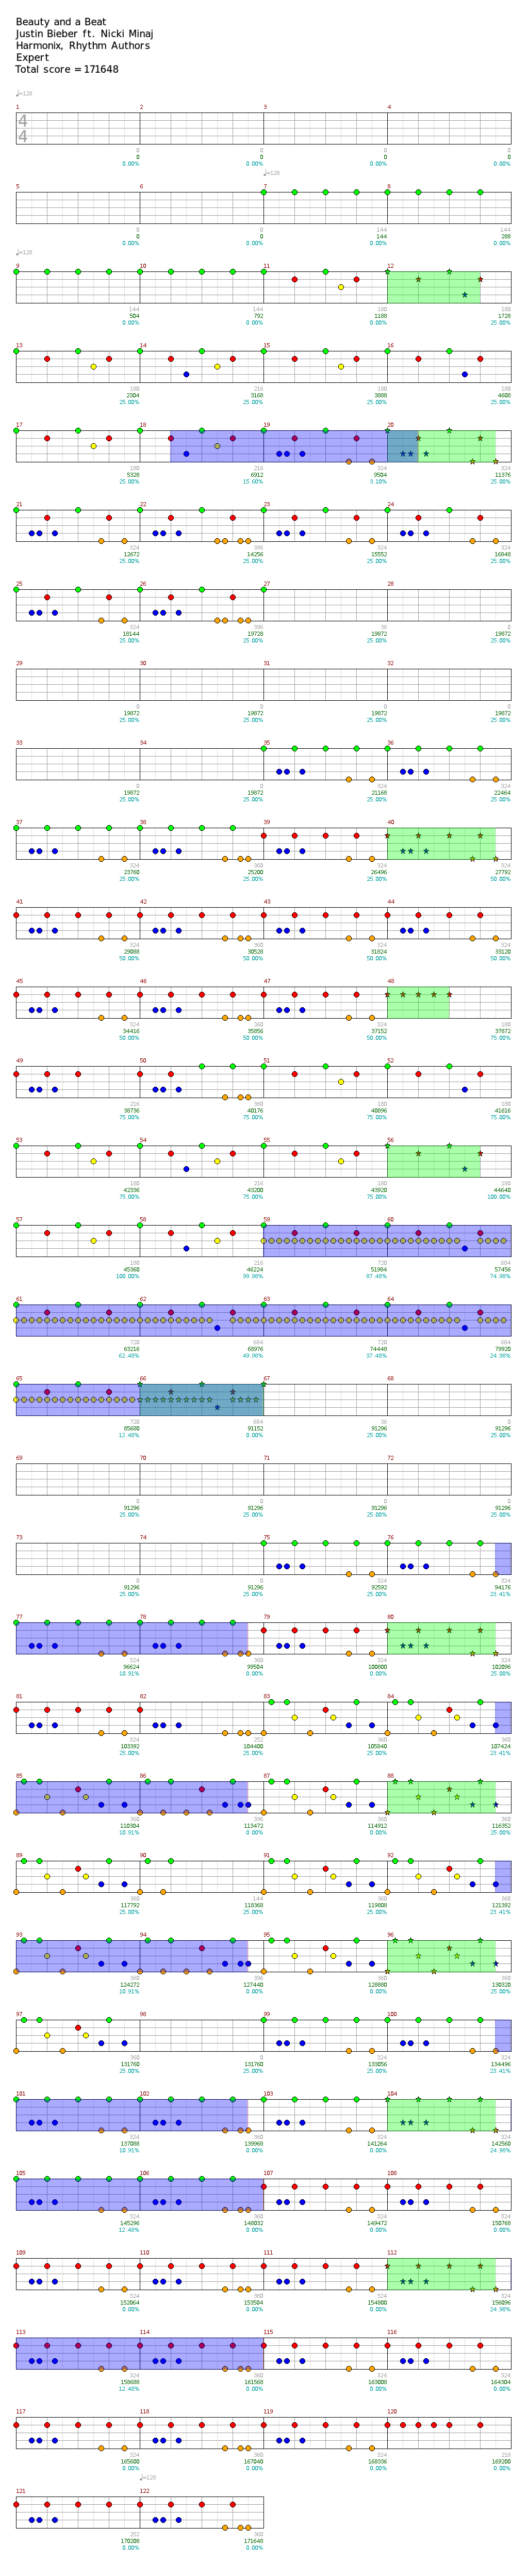 Beauty and a Beat
Justin Bieber ft. Nicki Minaj
Harmonix, Rhythm Authors
Expert
Total score = 171648
♩=128
1 2 3 4
4
4
0 0 0 0
0 0 0 0
0.00% 0.00% 0.00% 0.00%
♩=128
5 6 7 8
0 0 144 144
0 0 144 288
0.00% 0.00% 0.00% 0.00%
♩=128
9 10 11 12
144 144 180 180
504 792 1188 1728
0.00% 0.00% 0.00% 25.00%
13 14 15 16
180 216 180 180
2304 3168 3888 4608
25.00% 25.00% 25.00% 25.00%
17 18 19 20
180 216 324 324
5328 6912 9504 11376
25.00% 15.60% 3.10% 25.00%
21 22 23 24
324 396 324 324
12672 14256 15552 16848
25.00% 25.00% 25.00% 25.00%
25 26 27 28
324 396 36 0
18144 19728 19872 19872
25.00% 25.00% 25.00% 25.00%
29 30 31 32
0 0 0 0
19872 19872 19872 19872
25.00% 25.00% 25.00% 25.00%
33 34 35 36
0 0 324 324
19872 19872 21168 22464
25.00% 25.00% 25.00% 25.00%
37 38 39 40
324 360 324 324
23760 25200 26496 27792
25.00% 25.00% 25.00% 50.00%
41 42 43 44
324 360 324 324
29088 30528 31824 33120
50.00% 50.00% 50.00% 50.00%
45 46 47 48
324 360 324 180
34416 35856 37152 37872
50.00% 50.00% 50.00% 75.00%
49 50 51 52
216 360 180 180
38736 40176 40896 41616
75.00% 75.00% 75.00% 75.00%
53 54 55 56
180 216 180 180
42336 43200 43920 44640
75.00% 75.00% 75.00% 100.00%
57 58 59 60
180 216 720 684
45360 46224 51984 57456
100.00% 99.98% 87.48% 74.98%
61 62 63 64
720 684 720 684
63216 68976 74448 79920
62.48% 49.98% 37.48% 24.98%
65 66 67 68
720 684 36 0
85680 91152 91296 91296
12.48% 0.00% 25.00% 25.00%
69 70 71 72
0 0 0 0
91296 91296 91296 91296
25.00% 25.00% 25.00% 25.00%
73 74 75 76
0 0 324 324
91296 91296 92592 94176
25.00% 25.00% 25.00% 23.41%
77 78 79 80
324 360 324 324
96624 99504 100800 102096
10.91% 0.00% 0.00% 25.00%
81 82 83 84
324 252 360 360
103392 104400 105840 107424
25.00% 25.00% 25.00% 23.41%
85 86 87 88
360 396 360 360
110304 113472 114912 116352
10.91% 0.00% 0.00% 25.00%
89 90 91 92
360 144 360 360
117792 118368 119808 121392
25.00% 25.00% 25.00% 23.41%
93 94 95 96
360 396 360 360
124272 127440 128880 130320
10.91% 0.00% 0.00% 25.00%
97 98 99 100
360 0 324 324
131760 131760 133056 134496
25.00% 25.00% 25.00% 23.41%
101 102 103 104
324 360 324 324
137088 139968 141264 142560
10.91% 0.00% 0.00% 24.98%
105 106 107 108
324 360 324 324
145296 148032 149472 150768
12.48% 0.00% 0.00% 0.00%
109 110 111 112
324 360 324 324
152064 153504 154800 156096
0.00% 0.00% 0.00% 24.98%
113 114 115 116
324 360 324 324
158688 161568 163008 164304
12.48% 0.00% 0.00% 0.00%
117 118 119 120
324 360 324 216
165600 167040 168336 169200
0.00% 0.00% 0.00% 0.00%
♩=128
121 122
252 360
170208 171648
0.00% 0.00%